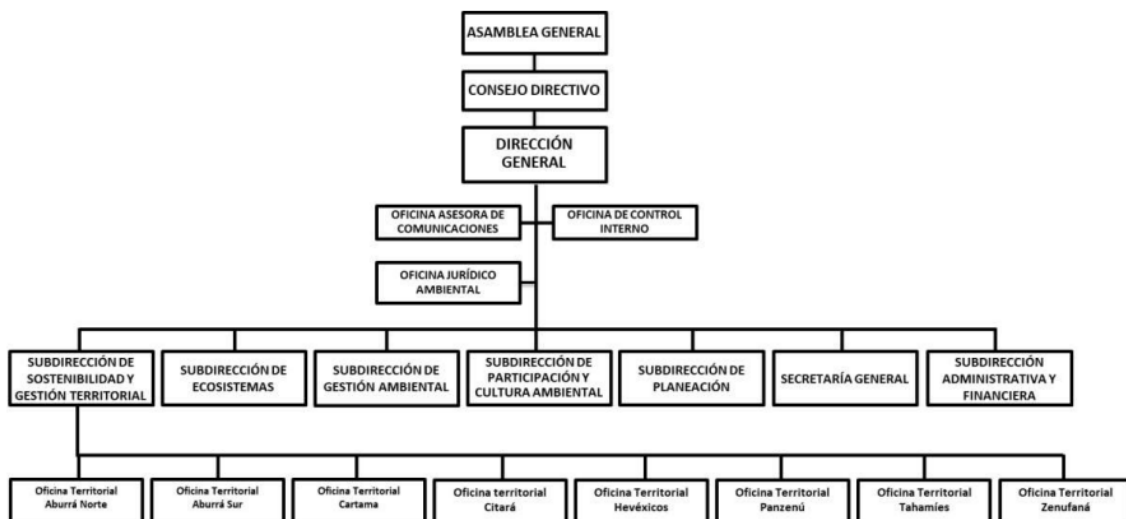 ASAMBLEA GENERAL
CONSEJO DIRECTIVO
DIRECCIÓN
GENERAL
OFICINA ASESORA DE
COMUNICACIONES
OFICINA DE CONTROL
INTERNO
OFICINA JURÍDICO
AMBIENTAL
SUBDIRECCIÓN DE
SOSTENIBILIDAD Y
GESTIÓN TERRITORIAL
SUBDIRECCIÓN DE
ECOSISTEMAS
SUBDIRECCIÓN DE
GESTIÓN AMBIENTAL
SUBDIRECCIÓN DE
PARTICIPACIÓN Y
CULTURA AMBIENTAL
SUBDIRECCIÓN DE
PLANEACIÓN
SECRETARÍA GENERAL
SUBDIRECCIÓN
ADMINISTRATIVA Y
FINANCIERA
Oficina Territorial
Aburrá Norte
Oficina Territorial
Aburrá Sur
Oficina Territorial
Cartama
Oficina territorial
Citará
Oficina Territorial
Hevéxicos
Oficina Territorial
Panzenú
Oficina Territorial
Tahamíes
Oficina Territorial
Zenufaná